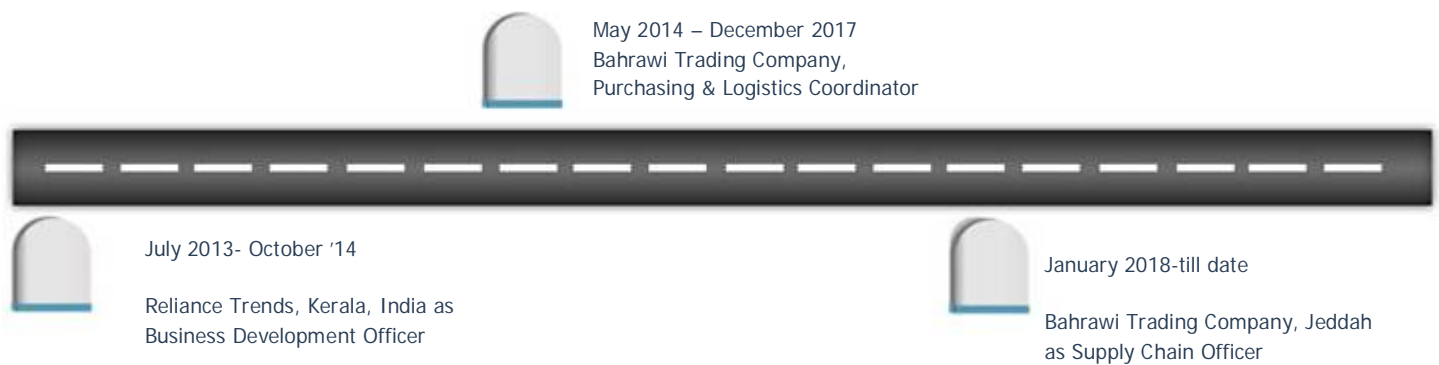 May 2014 – December 2017
Bahrawi Trading Company,
Purchasing & Logistics Coordinator
July 2013- October '14
Reliance Trends, Kerala, India as
Business Development Officer
January 2018-till date
Bahrawi Trading Company, Jeddah
as Supply Chain Officer